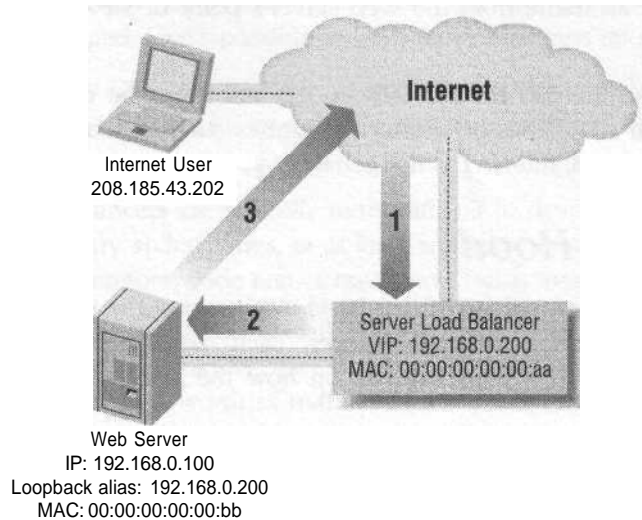 Internet
Internet User
208.185.43.202
3
1
2
Server Load Balancer
VIP: 192.168.0.200
MAC: 00:00:00:00:00:aa
Web Server
IP: 192.168.0.100
Loopback alias: 192.168.0.200
MAC: 00:00:00:00:00:bb